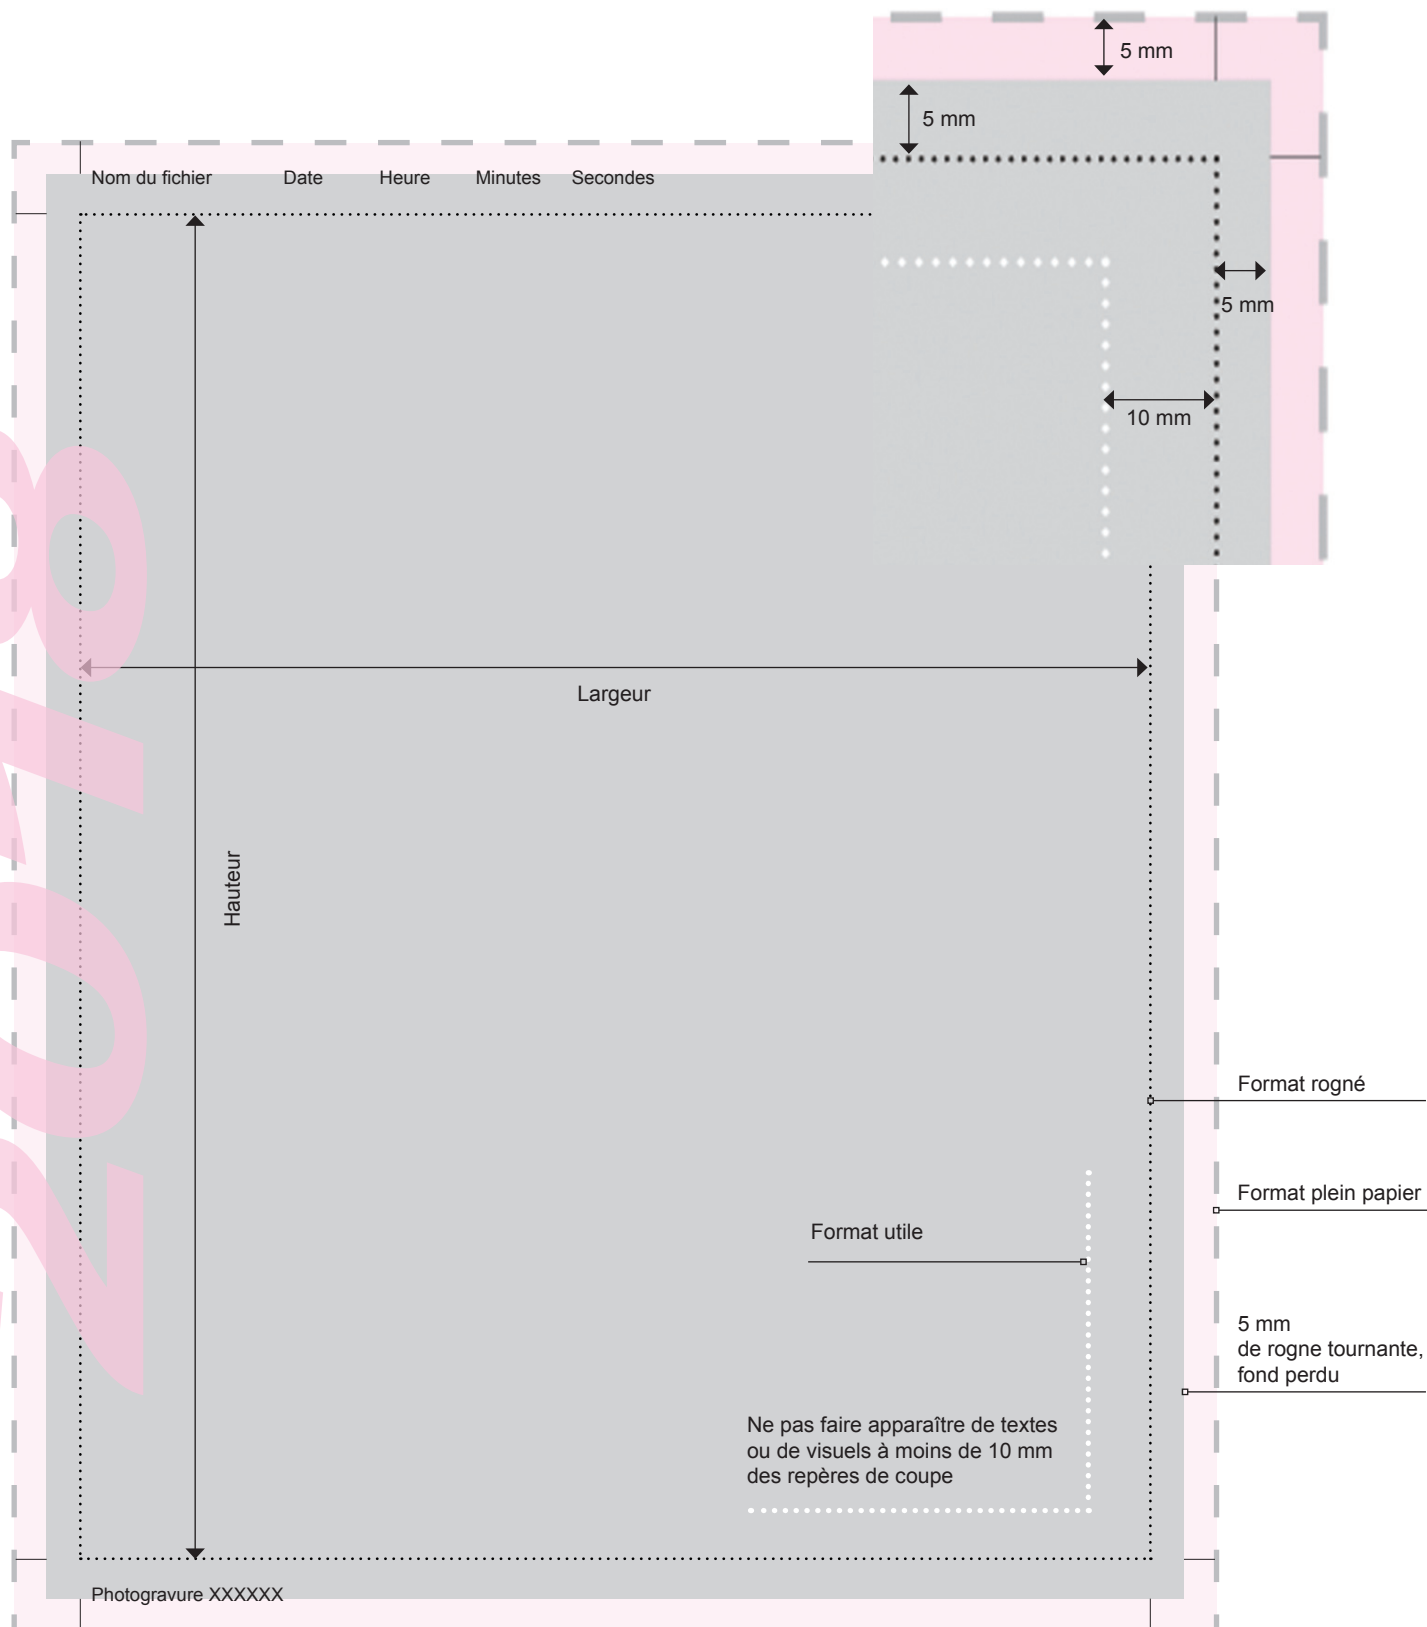 5 mm
5 mm
Nom du fichier Date Heure Minutes Secondes
5 mm
10 mm
2018
Largeur
Hauteur
Format rogné
Format plein papier
Format utile
5 mm
de rogne tournante,
fond perdu
Ne pas faire apparaître de textes
ou de visuels à moins de 10 mm
des repères de coupe
Photogravure XXXXXX